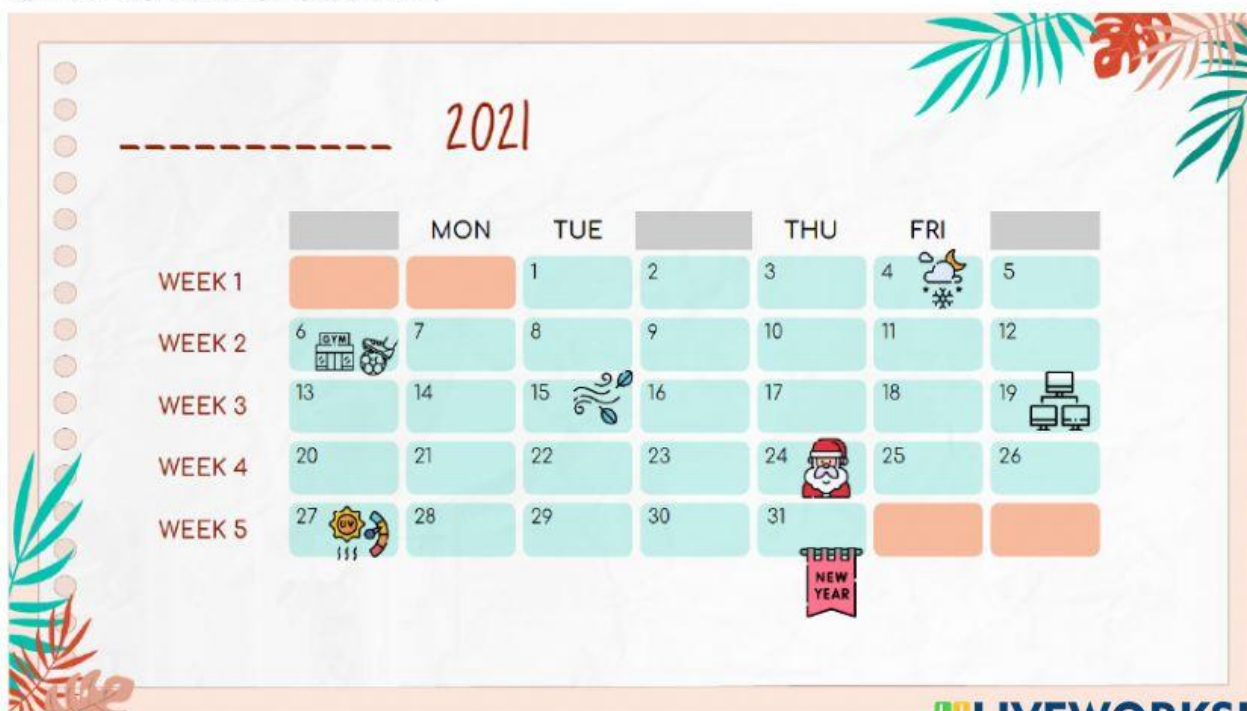 2021
MON TUE THU FRI
WEEK 1 1 2 3 4 5
WEEK 2 6 GYM 7 8 9 10 11 12
WEEK 3 13 14 15 16 17 18 19
WEEK 4 20 21 22 23 24 25 26
WEEK 5 27 UV 28 29 30 31
NEW
YEAR